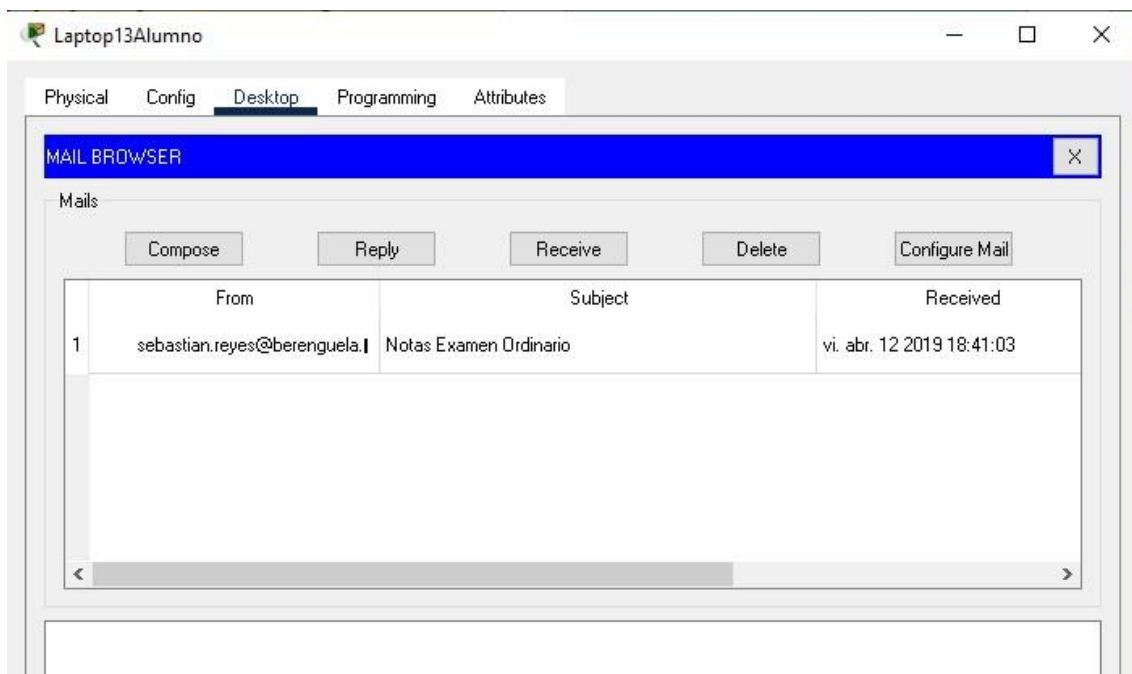 Laptop13Alumno
Physical Config Desktop Programming Attributes
MAIL BROWSER X
Mails
Compose Reply Receive Delete Configure Mail
From Subject Received
1 sebastian.reyes@berenguela. Notas Examen Ordinario vi. abr. 12 2019 18:41:03